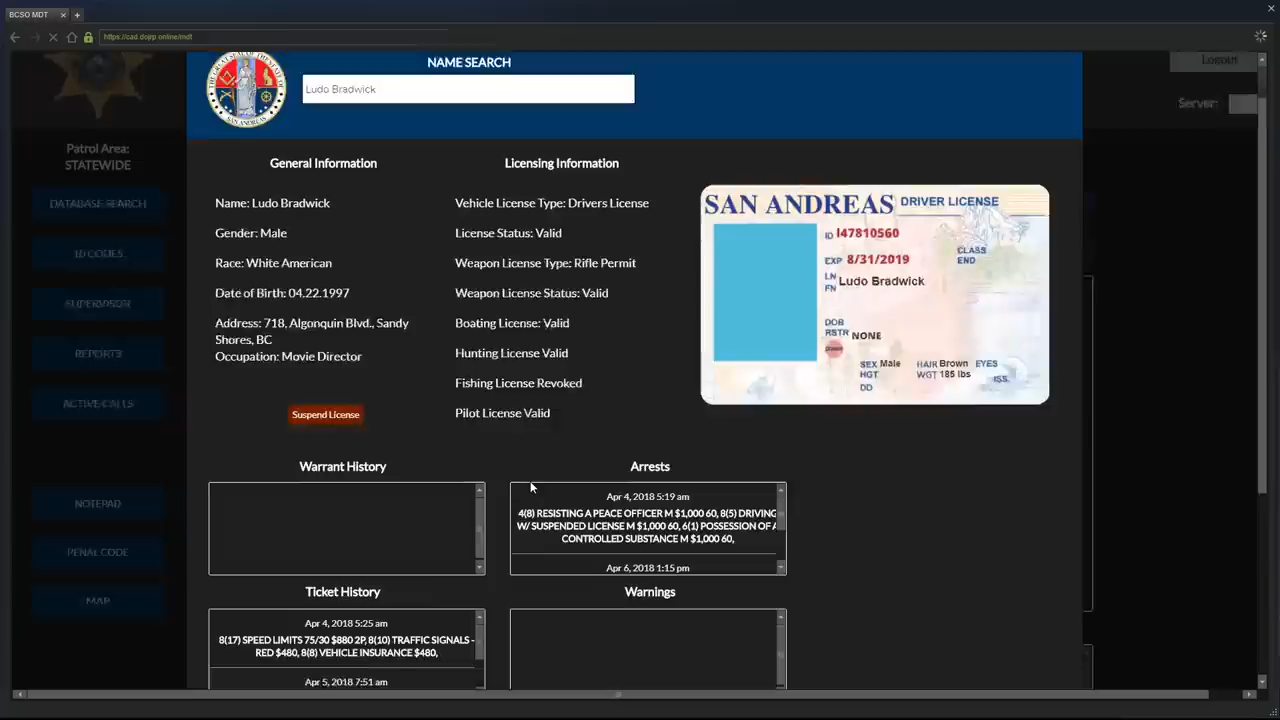 BCSO MDT
https://cad.dojrp.online/mdt
NAME SEARCH
Ludo Bradwick
Logout
Server:
Patrol Area:
STATEWIDE
DATABASE SEARCH
10 CODES
SUPERVISOR
REPORTS
ACTIVE CALLS
NOTEPAD
PENAL CODE
MAP
General Information
Name: Ludo Bradwick
Gender: Male
Race: White American
Date of Birth: 04.22.1997
Address: 718, Algonquin Blvd., Sandy
Shores, BC
Occupation: Movie Director
Suspend License
Licensing Information
Vehicle License Type: Drivers License
License Status: Valid
Weapon License Type: Rifle Permit
Weapon License Status: Valid
Boating License: Valid
Hunting License Valid
Fishing License Revoked
Pilot License Valid
SAN ANDREAS DRIVER LICENSE
ID I47810560
CLASS
END
EXP 8/31/2019
LN
FN Ludo Bradwick
DOB
RSTR NONE
SEX Male HAIR Brown EYES
HGT WGT 185 lbs ISS.
DD
Warrant History
Arrests
Apr 4, 2018 5:19 am
4(8) RESISTING A PEACE OFFICER M $1,000 60, 8(5) DRIVING
W/ SUSPENDED LICENSE M $1,000 60, 6(1) POSSESSION OF A
CONTROLLED SUBSTANCE M $1,000 60,
Apr 6, 2018 1:15 pm
Ticket History
Apr 4, 2018 5:25 am
8(17) SPEED LIMITS 75/30 $880 2P, 8(10) TRAFFIC SIGNALS -
RED $480, 8(8) VEHICLE INSURANCE $480,
Apr 5, 2018 7:51 am
Warnings